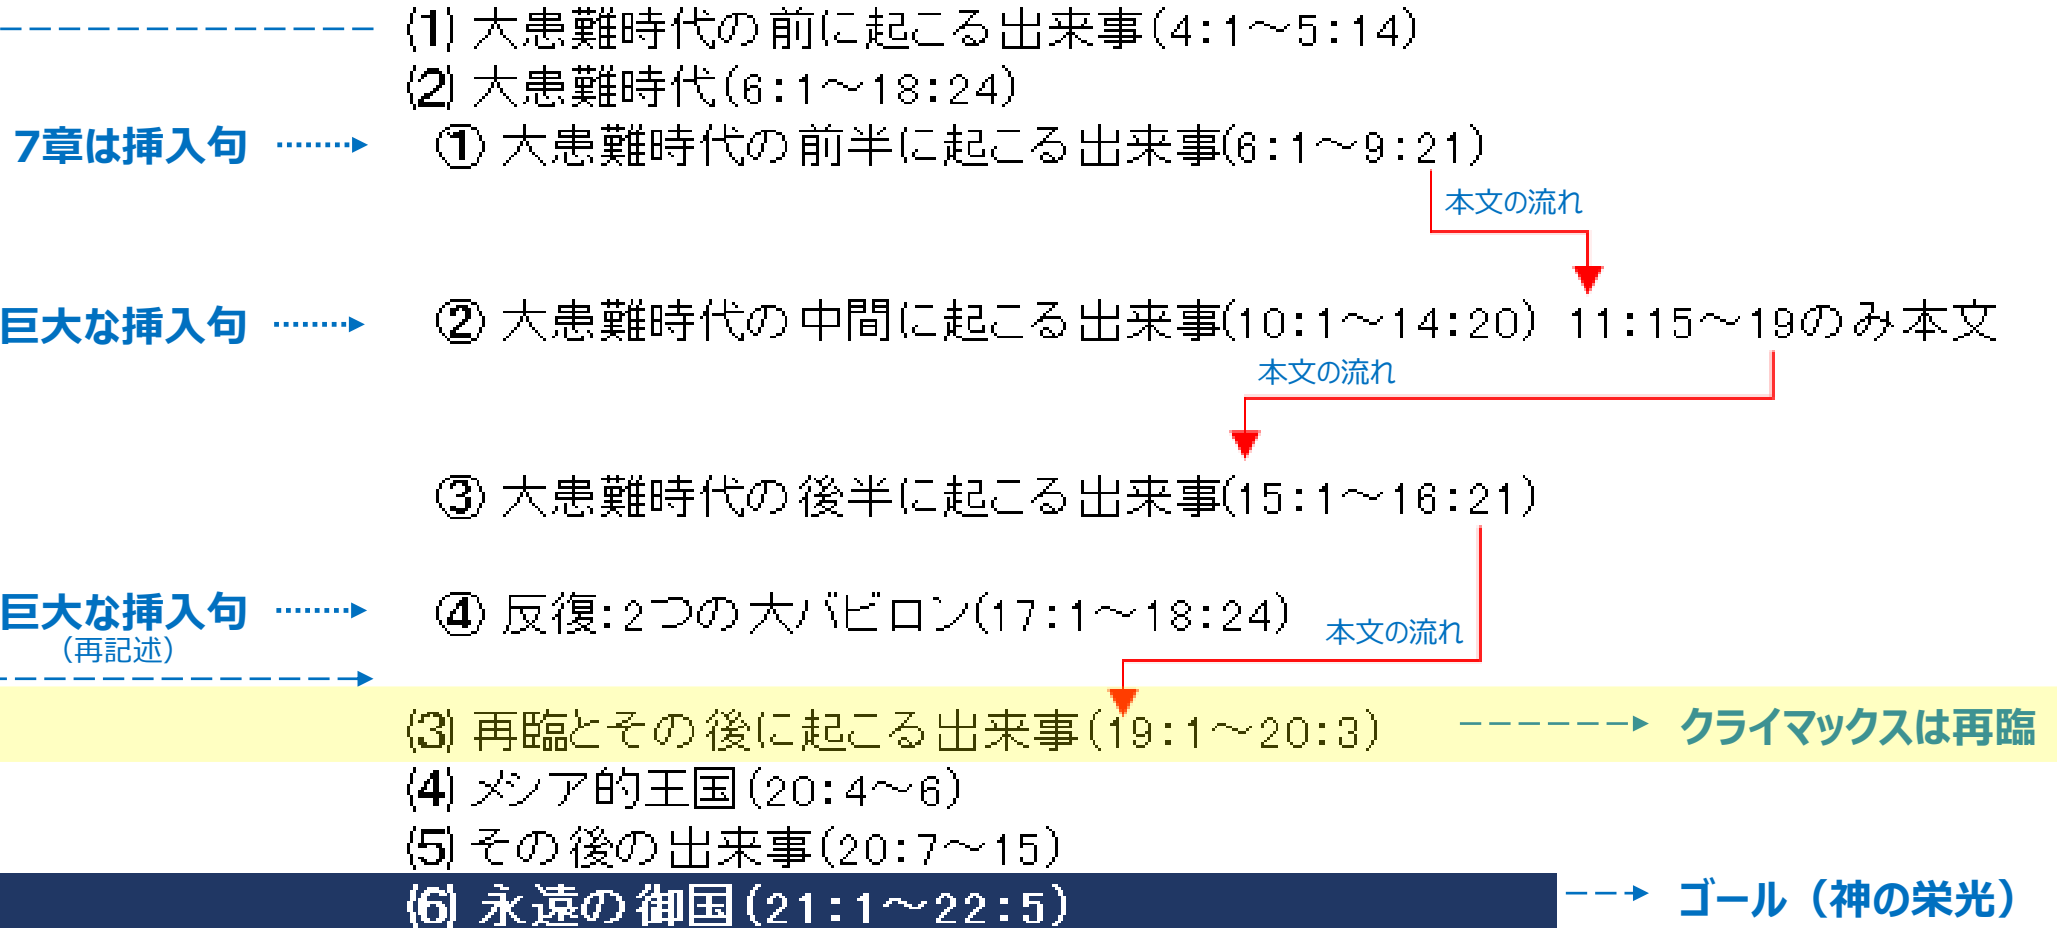 (1) 大患難時代の前に起こる出来事(4:1～5:14)
(2) 大患難時代(6:1～18:24)
7章は挿入句
① 大患難時代の前半に起こる出来事(6:1～9:21)
本文の流れ
巨大な挿入句
② 大患難時代の中間に起こる出来事(10:1～14:20) 11:15～19のみ本文
本文の流れ
③ 大患難時代の後半に起こる出来事(15:1～16:21)
巨大な挿入句
(再記述)
④ 反復:2つの大バビロン(17:1～18:24)
本文の流れ
(3) 再臨とその後に起こる出来事(19:1～20:3)
クライマックスは再臨
(4) メシア的王国(20:4～6)
(5) その後の出来事(20:7～15)
(6) 永遠の御国(21:1～22:5)
ゴール（神の栄光）